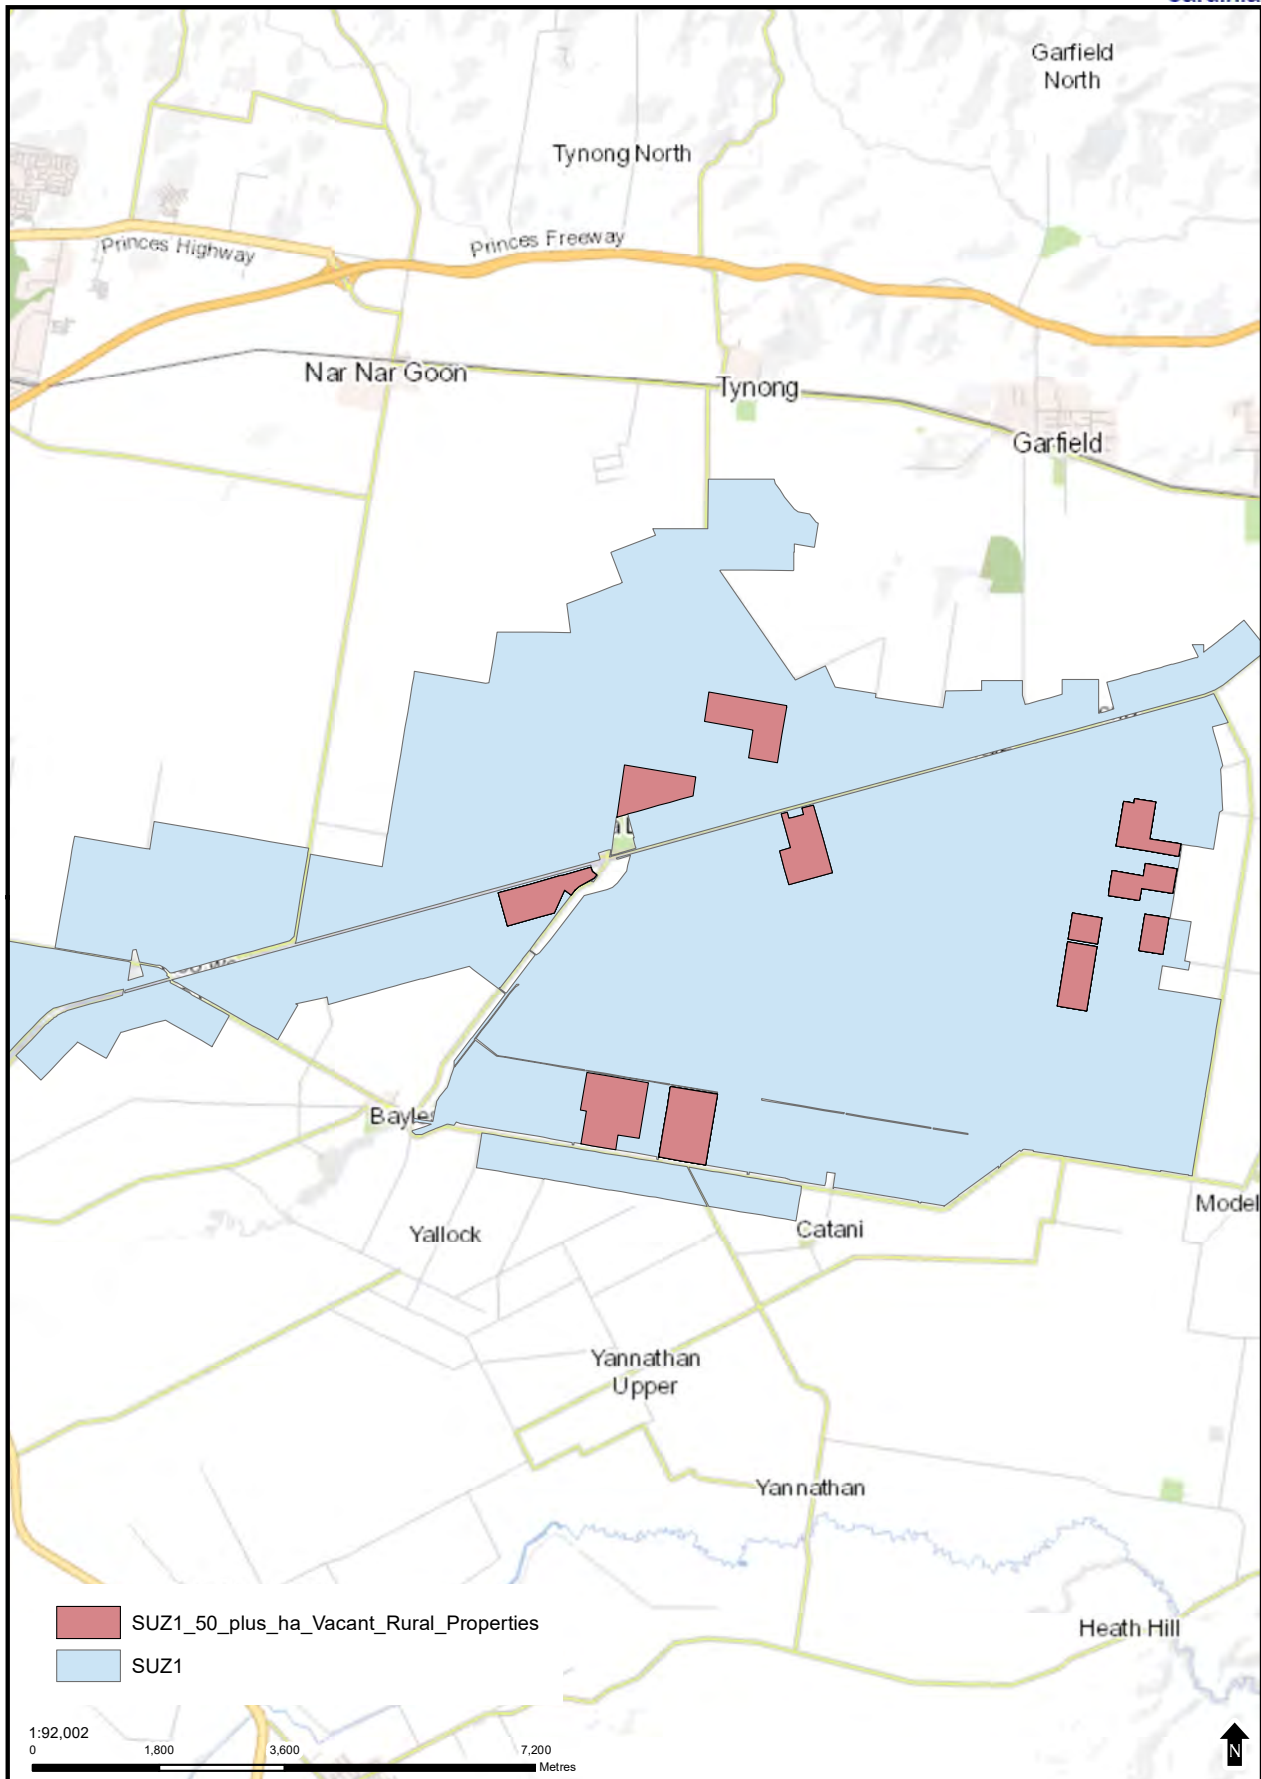 Garfield
North
Tynong North
Princes Highway
Princes Freeway
Nar Nar Goon
Tynong
Garfield
Yallock
Catani
Model
Yannathan
Upper
Yannathan
Heath Hill
SUZ1_50_plus_ha_Vacant_Rural_Properties
SUZ1
1:92,002
0 1,800 3,600 7,200
Metres
N